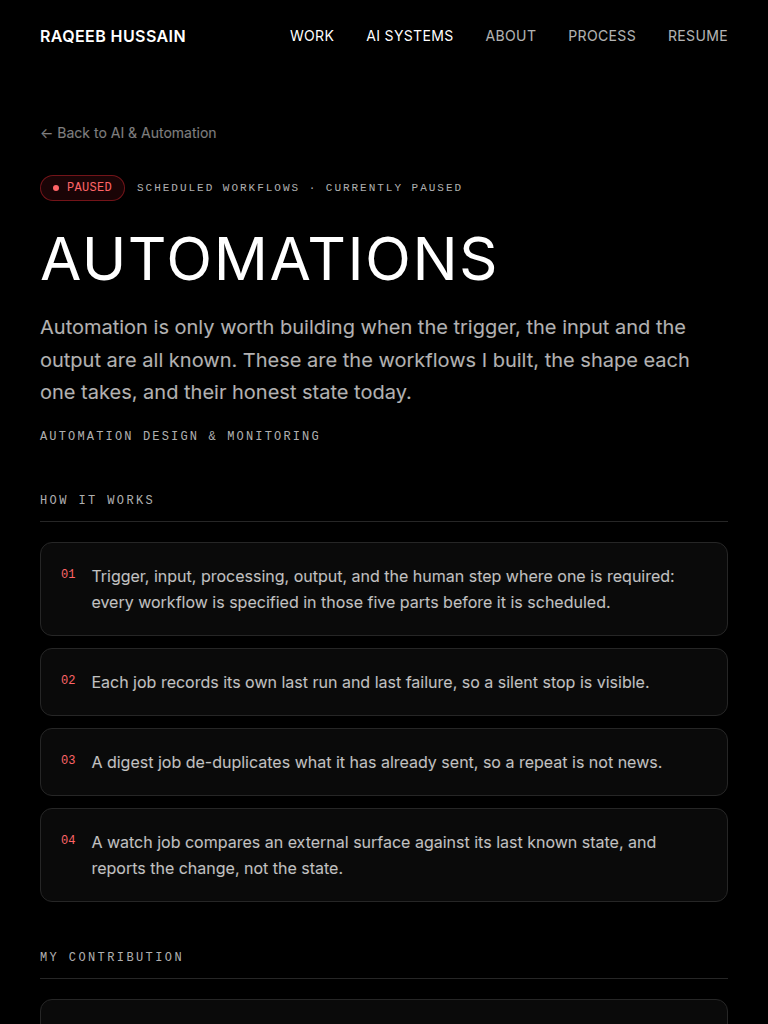 RAQEEB HUSSAIN
WORK
AI SYSTEMS
ABOUT
PROCESS
RESUME
← Back to AI & Automation
PAUSED
SCHEDULED WORKFLOWS · CURRENTLY PAUSED
AUTOMATIONS
Automation is only worth building when the trigger, the input and the
output are all known. These are the workflows I built, the shape each
one takes, and their honest state today.
AUTOMATION DESIGN & MONITORING
HOW IT WORKS
01
Trigger, input, processing, output, and the human step where one is required:
every workflow is specified in those five parts before it is scheduled.
02
Each job records its own last run and last failure, so a silent stop is visible.
03
A digest job de-duplicates what it has already sent, so a repeat is not news.
04
A watch job compares an external surface against its last known state, and
reports the change, not the state.
MY CONTRIBUTION